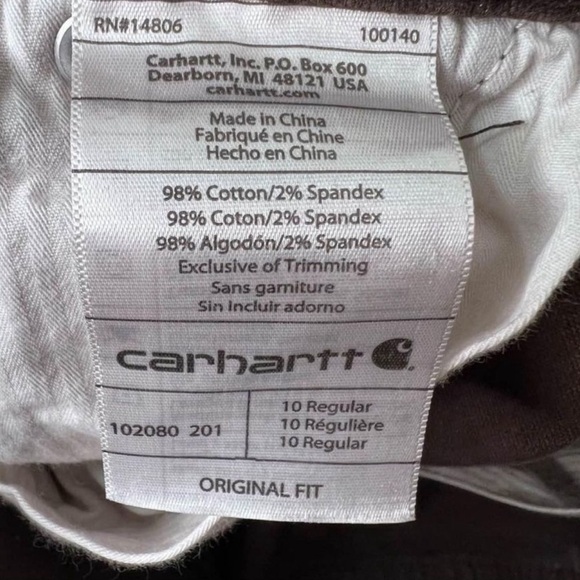 RN#14806 100140
Carhartt, Inc. P.O. Box 600
Dearborn, MI 48121 USA
carhartt.com
Made in China
Fabriqué en Chine
Hecho en China
98% Cotton/2% Spandex
98% Coton/2% Spandex
98% Algodón/2% Spandex
Exclusive of Trimming
Sans garniture
Sin Incluir adorno
carhartt
102080 201
10 Regular
10 Régulière
10 Regular
ORIGINAL FIT